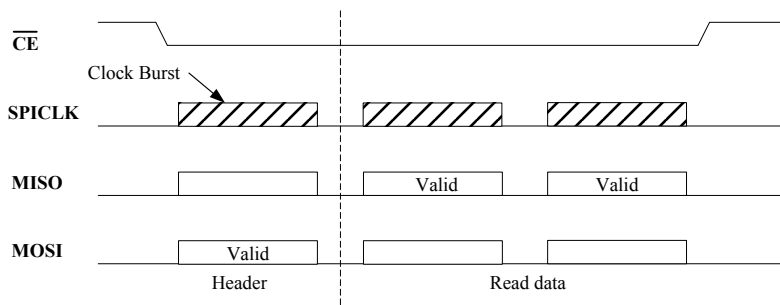 CE
Clock Burst
SPICLK
MISO
Valid
Valid
MOSI
Valid
Header
Read data